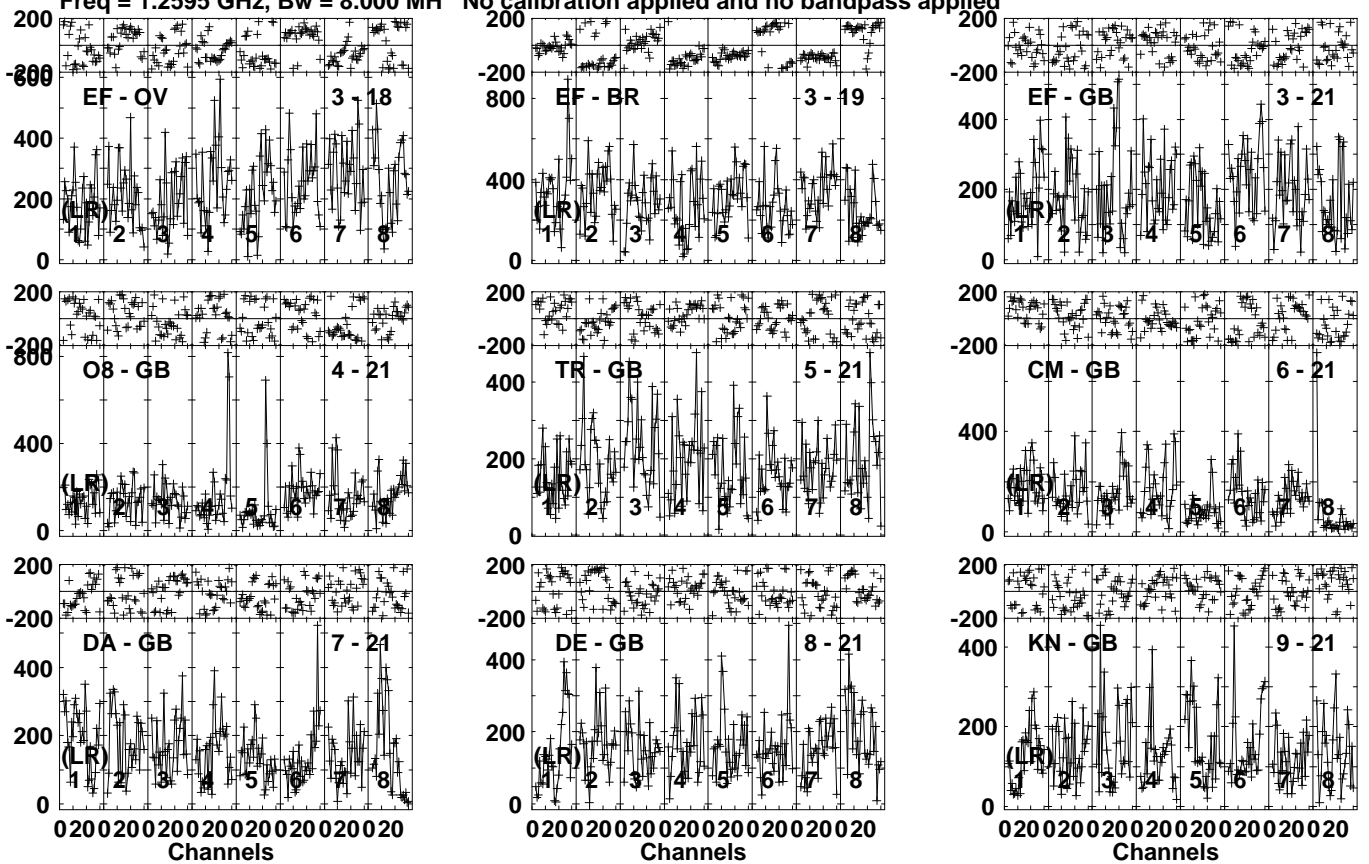 Freq = 1.2595 GHz, Bw = 8.000 MH No calibration applied and no bandpass applied
200 200 200
-200 -200 -200
600 EF - OV 3 - 18 800 EF - BR 3 - 19 EF - GB 3 - 21
400 400 400
200 200
(LR) (LR) (LR)
1 2 3 4 5 6 7 8 1 2 3 4 5 6 7 8 1 2 3 4 5 6 7 8
0 0 0
200 200 200
-200 -200 -200
800 O8 - GB 4 - 21 TR - GB 5 - 21 CM - GB 6 - 21
400 400 400
200
(LR) (LR) (LR)
1 2 3 4 5 6 7 8 1 2 3 4 5 6 7 8 1 2 3 4 5 6 7 8
0 0 0
200 200 200
-200 -200 -200
DA - GB 7 - 21 DE - GB 8 - 21 KN - GB 9 - 21
400 400 400
200 200 200
(LR) (LR) (LR)
1 2 3 4 5 6 7 8 1 2 3 4 5 6 7 8 1 2 3 4 5 6 7 8
0 0 0
0 20 0 20 0 20 0 20 0 20 0 20 0 20 0 20 0 20 0 20 0 20 0 20 0 20 0 20 0 20 0 20 0 20 0 20 0 20 0 20 0 20 0 20 0 20 0 20
Channels Channels Channels